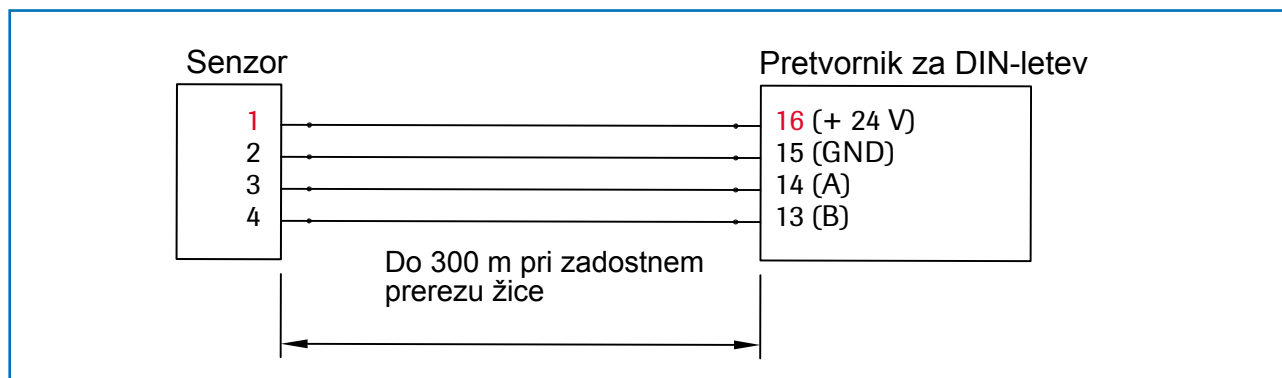 Senzor
Pretvornik za DIN-letev
1
16 (+ 24 V)
2
15 (GND)
3
14 (A)
4
13 (B)
Do 300 m pri zadostnem
prerezu žice